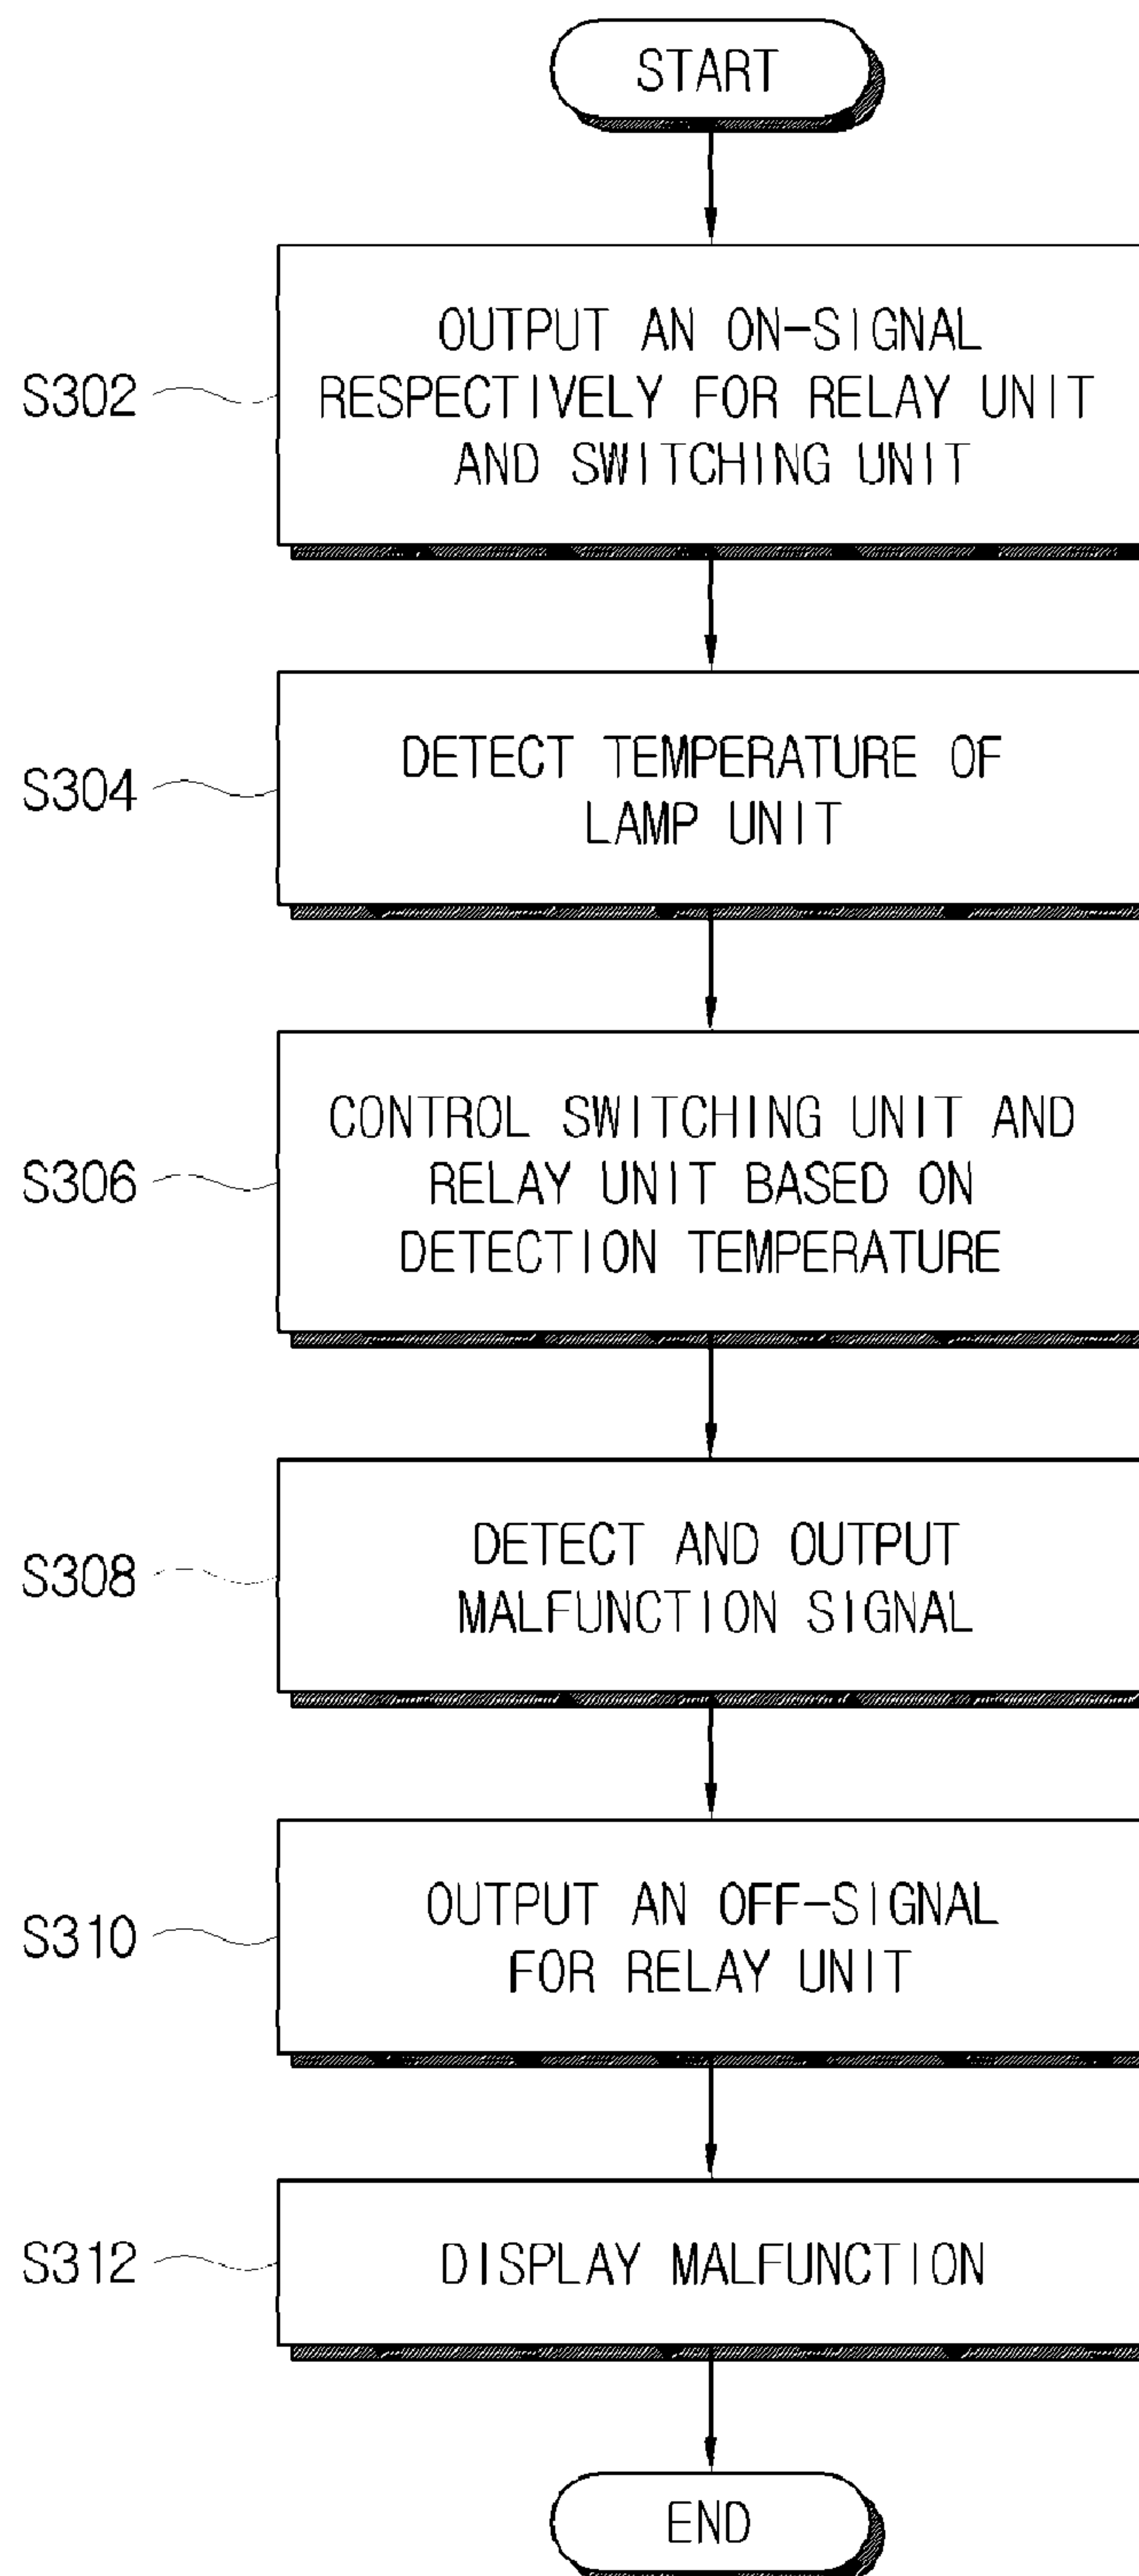 START
S302
OUTPUT AN ON-SIGNAL
RESPECTIVELY FOR RELAY UNIT
AND SWITCHING UNIT
S304
DETECT TEMPERATURE OF
LAMP UNIT
S306
CONTROL SWITCHING UNIT AND
RELAY UNIT BASED ON
DETECTION TEMPERATURE
S308
DETECT AND OUTPUT
MALFUNCTION SIGNAL
S310
OUTPUT AN OFF-SIGNAL
FOR RELAY UNIT
S312
DISPLAY MALFUNCTION
END